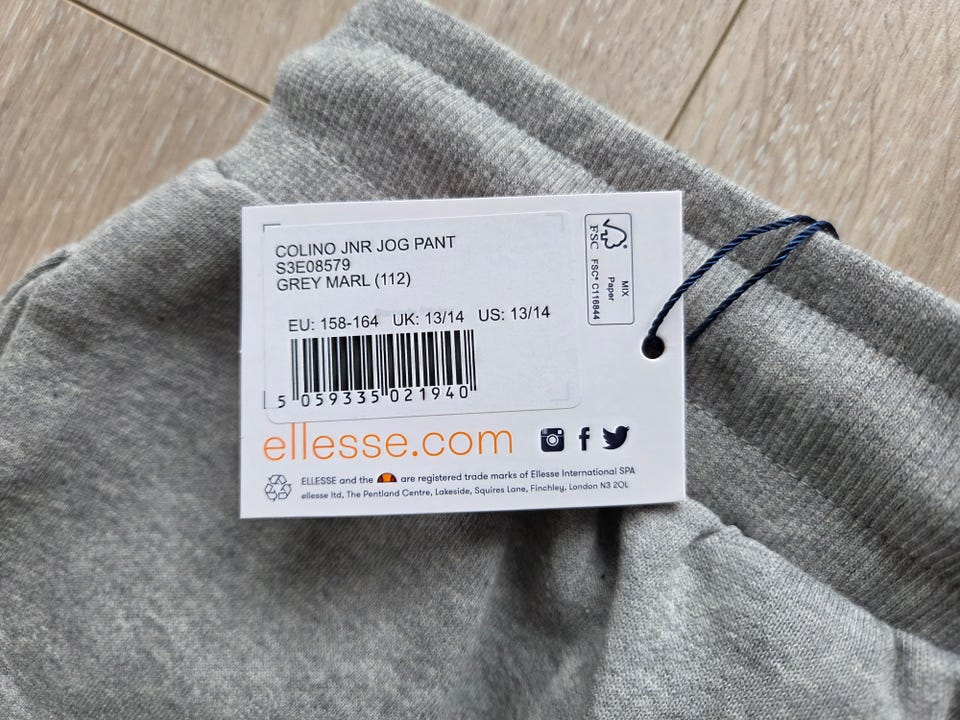 COLINO JNR JOG PANT
S3E08579
GREY MARL (112)
EU: 158-164 UK: 13/14 US: 13/14
5 059335 021940
FSC
MIX
Paper
FSC® C116844
ellesse.com
ELLESSE and the are registered trade marks of Ellesse International SPA
ellesse ltd, The Pentland Centre, Lakeside, Squires Lane, Finchley, London N3 2QL